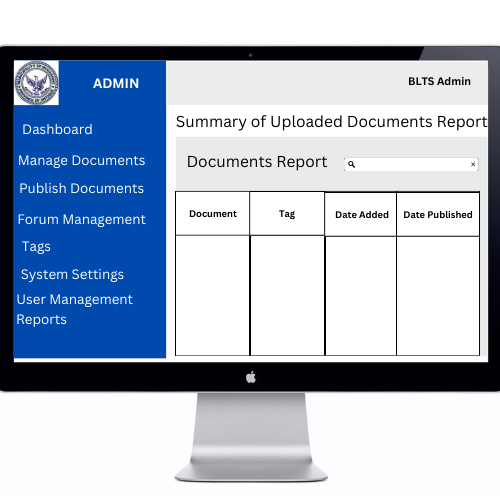 ADMIN
BLTS Admin
Dashboard
Manage Documents
Publish Documents
Forum Management
Tags
System Settings
User Management
Reports
Summary of Uploaded Documents Report
Documents Report
×
Document
Tag
Date Added
Date Published